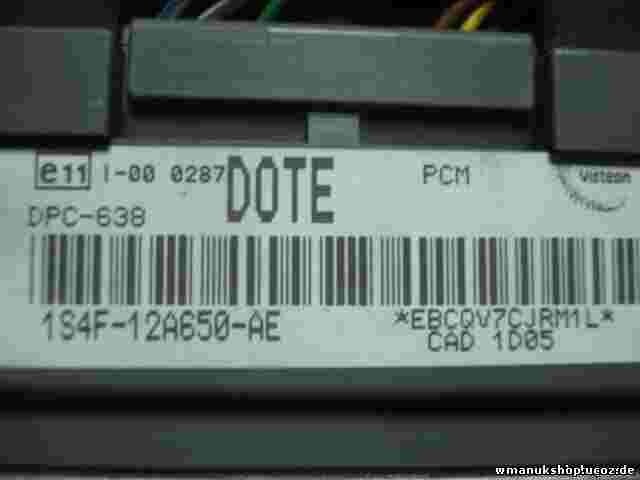 e11 I-00 0287 DOTE PCM Visteon
DPC-638
1S4F-12A650-AE *EBCQV7CJRM1L*
CAD 1D05
wmanukshop.ucoz.de